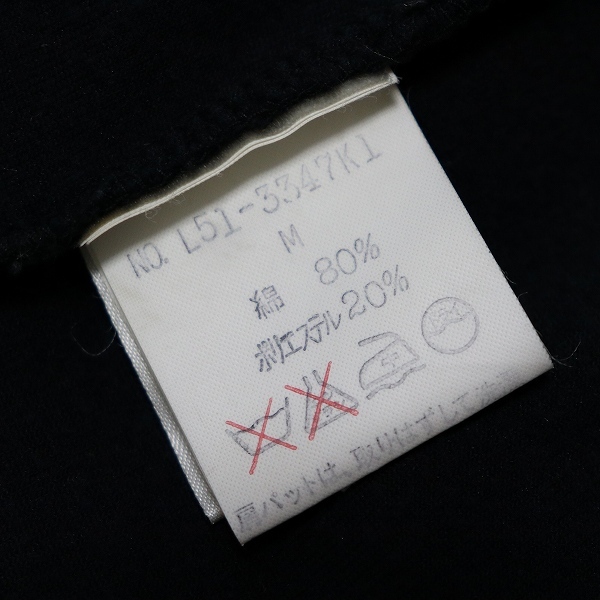 NO. L51-3347K1
M
綿 80%
ポリエステル 20%
肩パットは、取りはずして